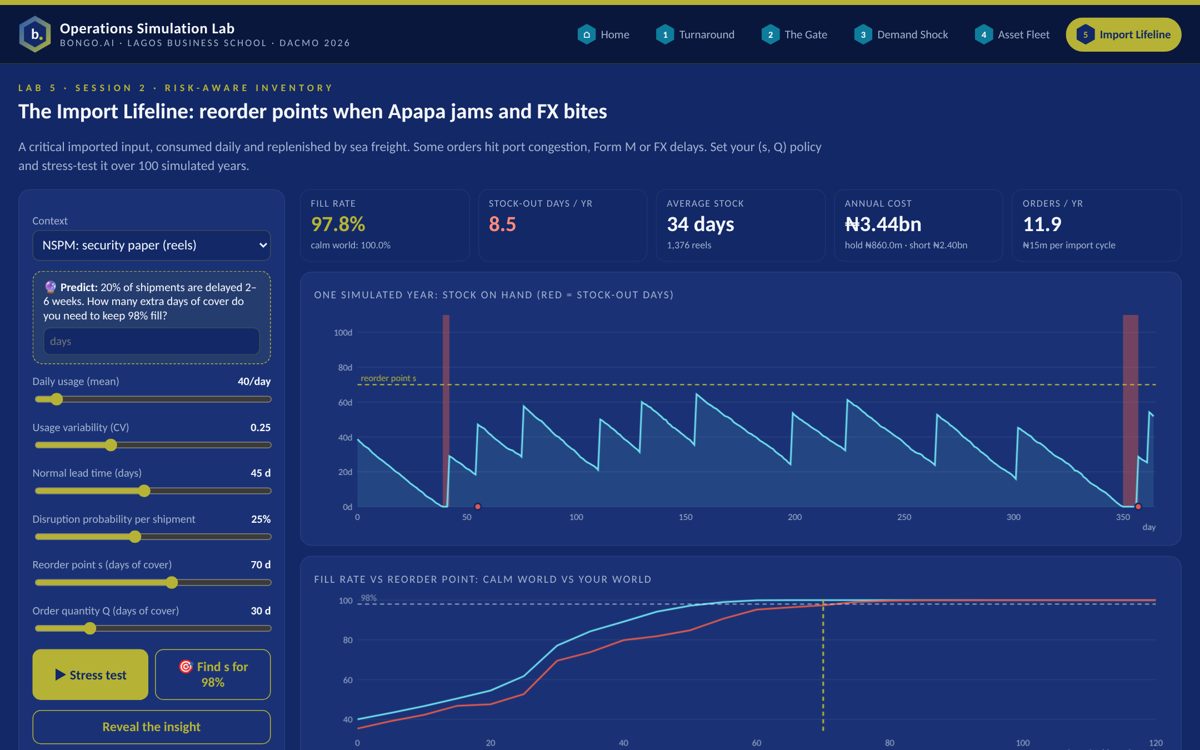 b.
Operations Simulation Lab
BONGO.AI · LAGOS BUSINESS SCHOOL · DACMO 2026
Home
1 Turnaround
2 The Gate
3 Demand Shock
4 Asset Fleet
5 Import Lifeline
LAB 5 · SESSION 2 · RISK-AWARE INVENTORY
The Import Lifeline: reorder points when Apapa jams and FX bites
A critical imported input, consumed daily and replenished by sea freight. Some orders hit port congestion, Form M or FX delays. Set your (s, Q) policy
and stress-test it over 100 simulated years.
Context
NSPM: security paper (reels)
🔮 Predict: 20% of shipments are delayed 2–
6 weeks. How many extra days of cover do
you need to keep 98% fill?
days
Daily usage (mean) 40/day
Usage variability (CV) 0.25
Normal lead time (days) 45 d
Disruption probability per shipment 25%
Reorder point s (days of cover) 70 d
Order quantity Q (days of cover) 30 d
▶ Stress test
🎯 Find s for
98%
Reveal the insight
FILL RATE
97.8%
calm world: 100.0%
STOCK-OUT DAYS / YR
8.5
AVERAGE STOCK
34 days
1,376 reels
ANNUAL COST
₦3.44bn
hold ₦860.0m · short ₦2.40bn
ORDERS / YR
11.9
₦15m per import cycle
ONE SIMULATED YEAR: STOCK ON HAND (RED = STOCK-OUT DAYS)
100d
80d
reorder point s
60d
40d
20d
0d
0 50 100 150 200 250 300 350
day
FILL RATE VS REORDER POINT: CALM WORLD VS YOUR WORLD
98%
100
80
60
40
0 20 40 60 80 100 120